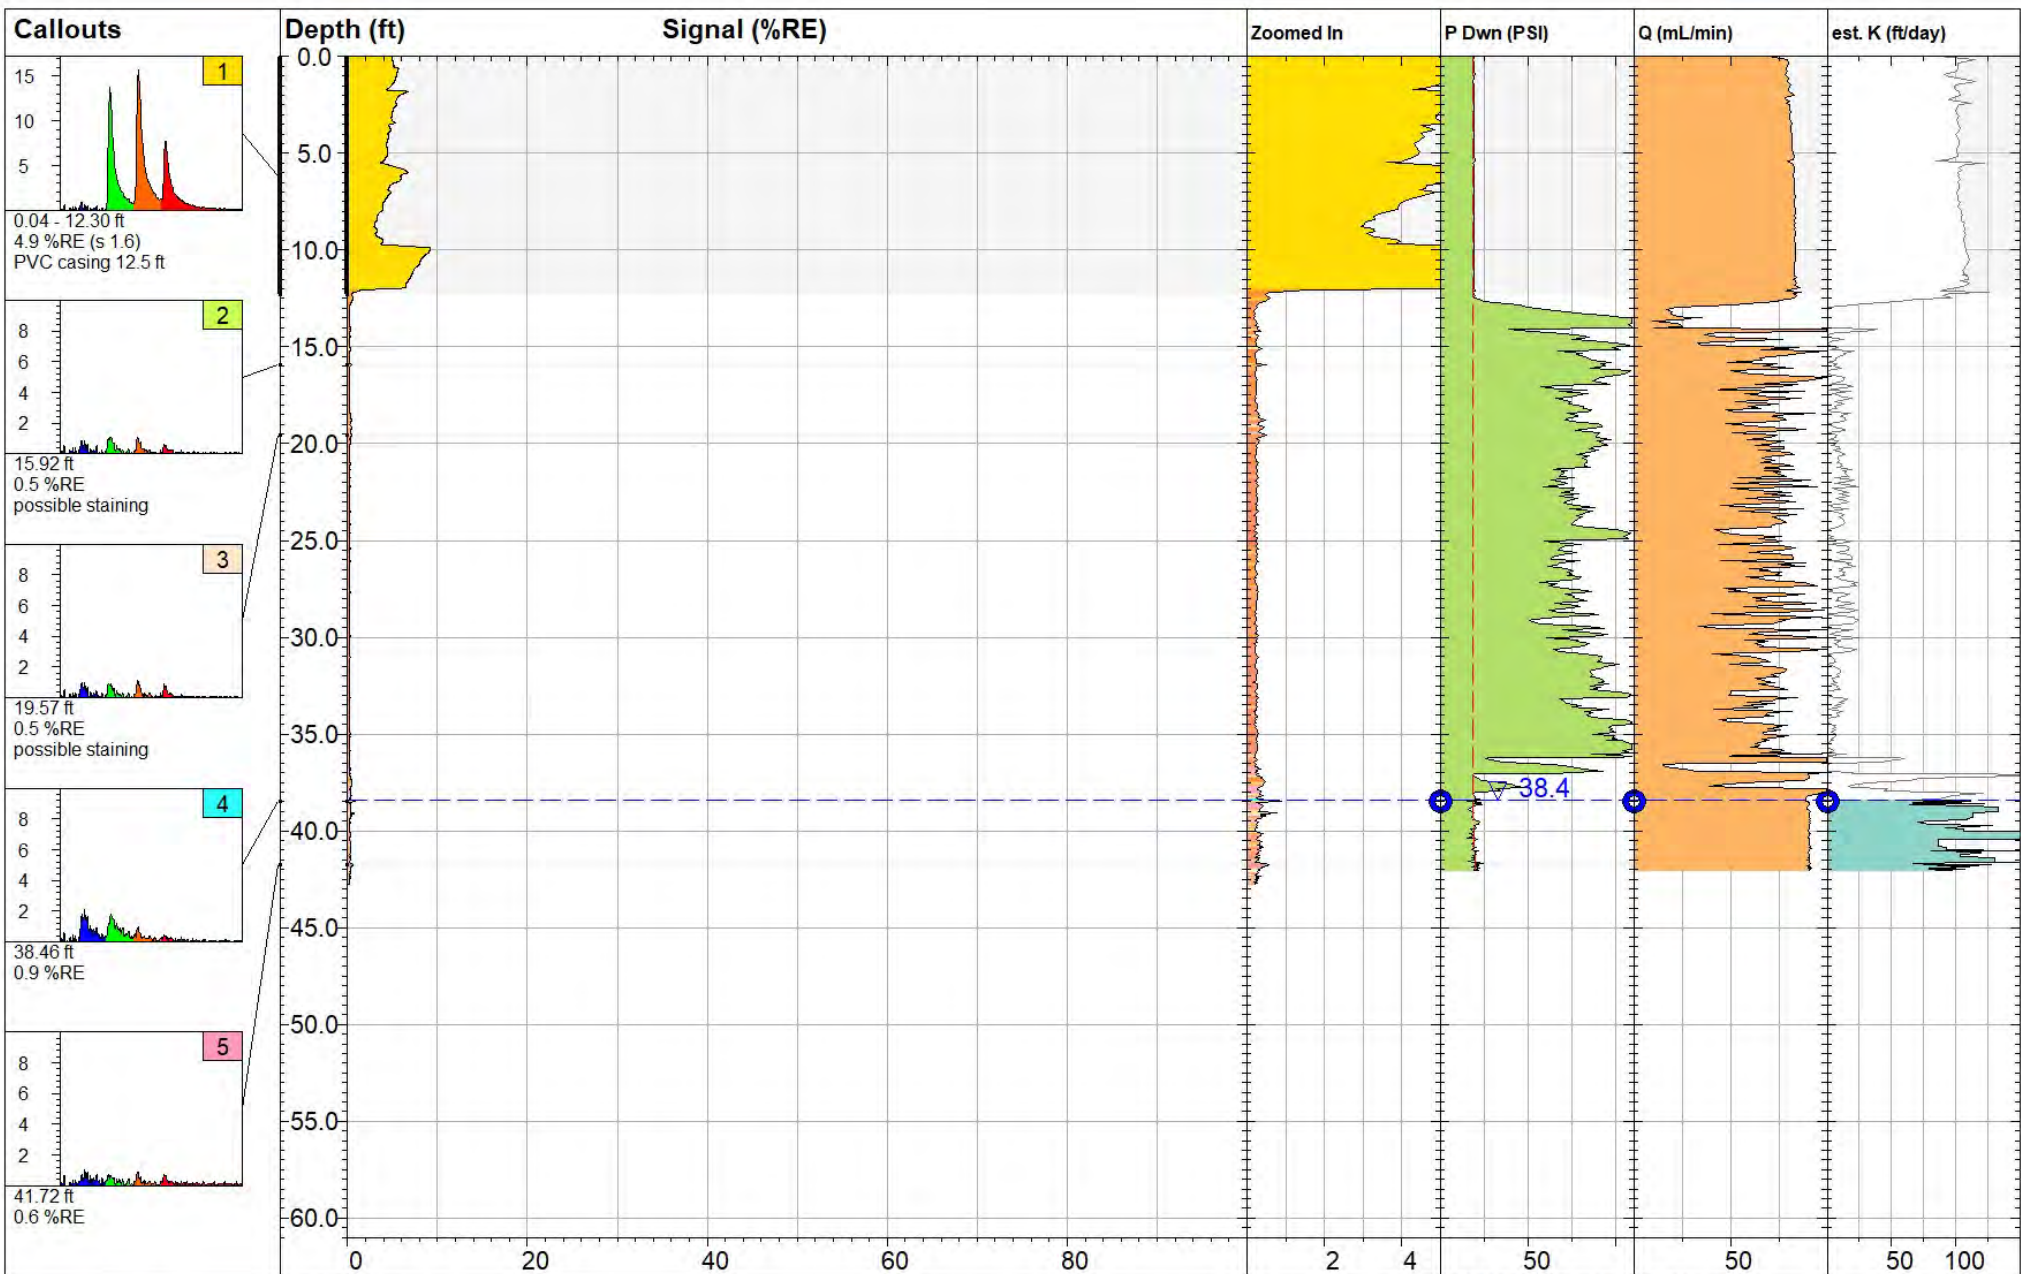 Callouts
Depth (ft)
Signal (%RE)
Zoomed In
P Dwn (PSI)
Q (mL/min)
est. K (ft/day)
1
15
10
5
0.04 - 12.30 ft
4.9 %RE (s 1.6)
PVC casing 12.5 ft
2
8
6
4
2
15.92 ft
0.5 %RE
possible staining
3
8
6
4
2
19.57 ft
0.5 %RE
possible staining
4
8
6
4
2
38.46 ft
0.9 %RE
5
8
6
4
2
41.72 ft
0.6 %RE
0.0
5.0
10.0
15.0
20.0
25.0
30.0
35.0
40.0
45.0
50.0
55.0
60.0
38.4
0 20 40 60 80
2 4
50
50
50 100